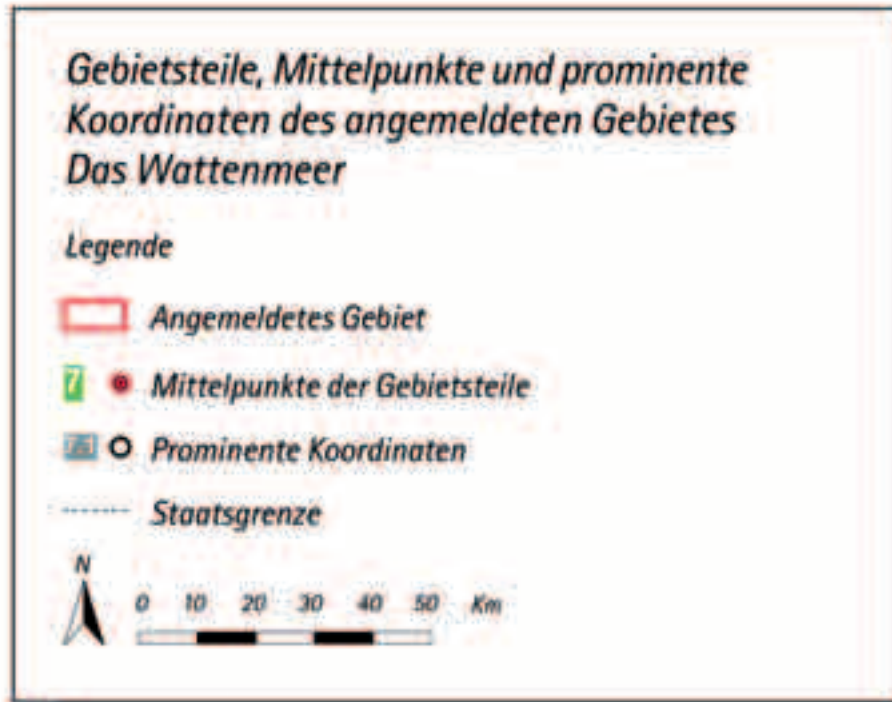 Gebietsteile, Mittelpunkte und prominente
Koordinaten des angemeldeten Gebietes
Das Wattenmeer
Legende
Angemeldetes Gebiet
7 Mittelpunkte der Gebietsteile
Prominente Koordinaten
Staatsgrenze
N
0 10 20 30 40 50 Km